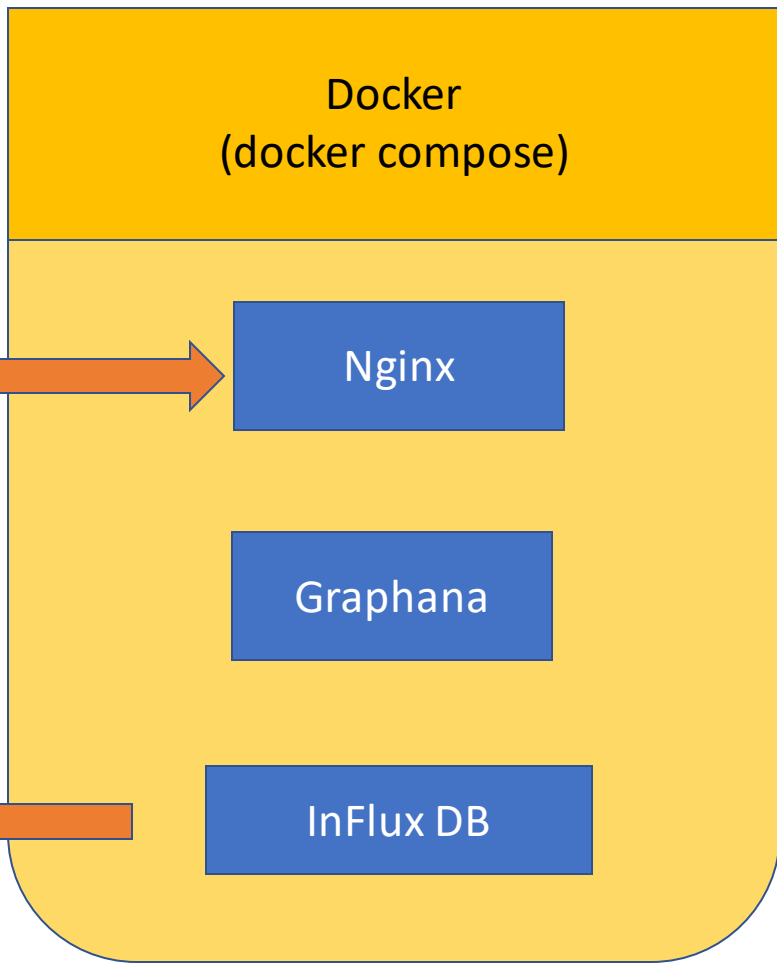 Docker
(docker compose)
Nginx
Graphana
InFlux DB